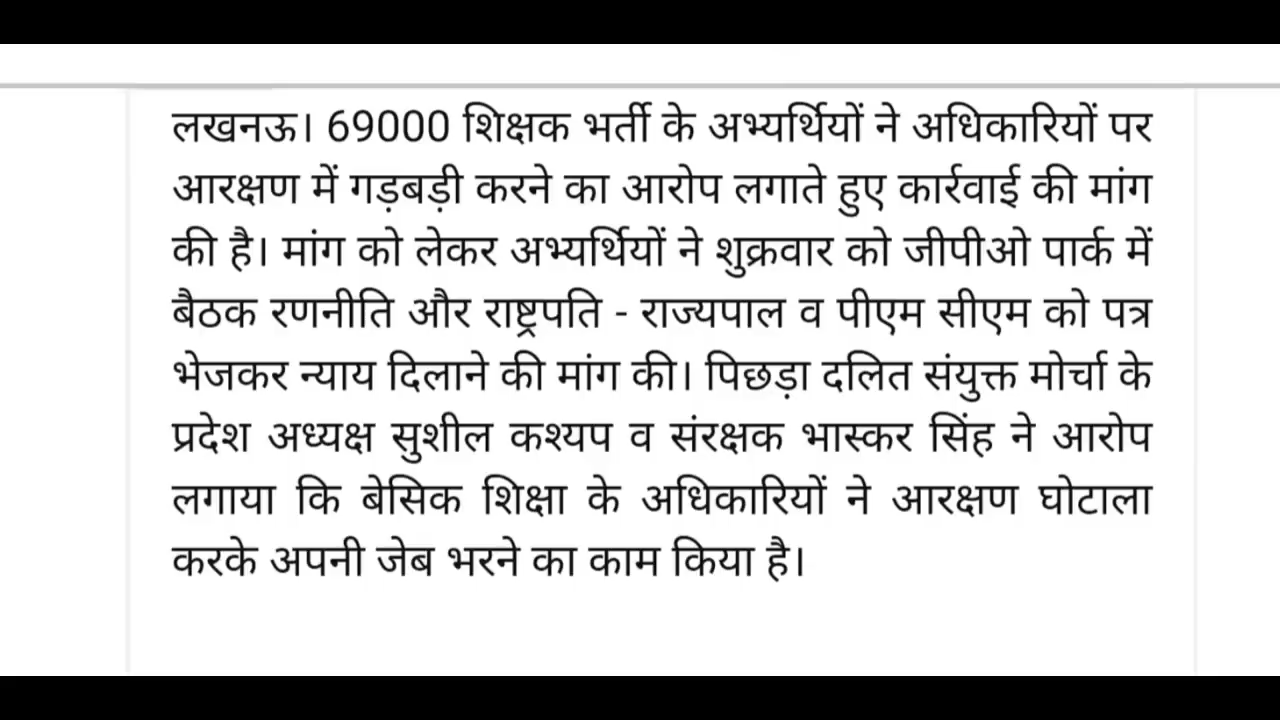 लखनऊ। 69000 शिक्षक भर्ती के अभ्यर्थियों ने अधिकारियों पर
आरक्षण में गड़बड़ी करने का आरोप लगाते हुए कार्रवाई की मांग
की है। मांग को लेकर अभ्यर्थियों ने शुक्रवार को जीपीओ पार्क में
बैठक रणनीति और राष्ट्रपति - राज्यपाल व पीएम सीएम को पत्र
भेजकर न्याय दिलाने की मांग की। पिछड़ा दलित संयुक्त मोर्चा के
प्रदेश अध्यक्ष सुशील कश्यप व संरक्षक भास्कर सिंह ने आरोप
लगाया कि बेसिक शिक्षा के अधिकारियों ने आरक्षण घोटाला
करके अपनी जेब भरने का काम किया है।